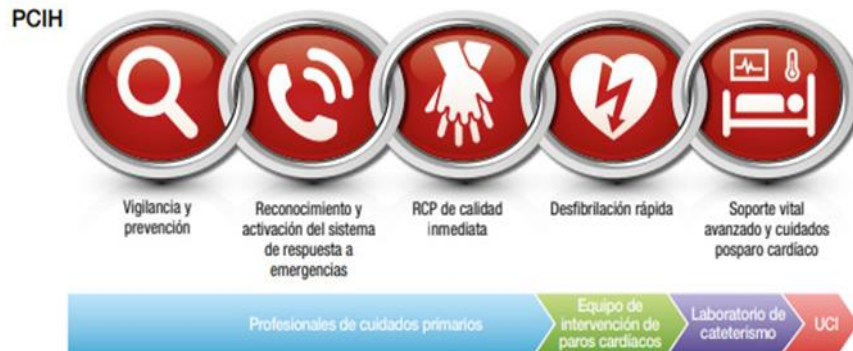 PCIH
Vigilancia y
prevención
Reconocimiento y
activación del sistema
de respuesta a
emergencias
RCP de calidad
inmediata
Desfibrilación rápida
Soporte vital
avanzado y cuidados
posparo cardíaco
Profesionales de cuidados primarios
Equipo de
intervención de
paros cardíacos
Laboratorio de
cateterismo
UCI